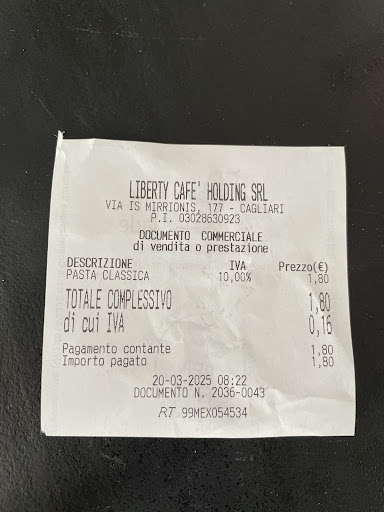 LIBERTY CAFE' HOLDING SRL
VIA IS MIRRIONIS, 177 - CAGLIARI
P.I. 03028630923
DOCUMENTO COMMERCIALE
di vendita o prestazione
DESCRIZIONE IVA Prezzo(€)
PASTA CLASSICA 10,00% 1,80
TOTALE COMPLESSIVO 1,80
di cui IVA 0,16
Pagamento contante 1,80
Importo pagato 1,80
20-03-2025 08:22
DOCUMENTO N. 2036-0043
RT 99MEX054534